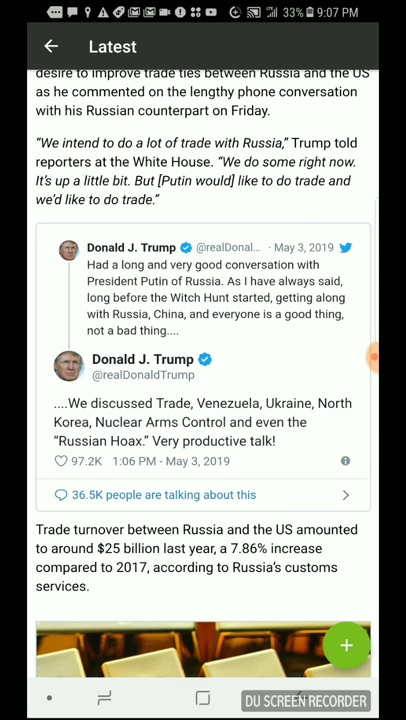 33% 9:07 PM
Latest
desire to improve trade ties between Russia and the US
as he commented on the lengthy phone conversation
with his Russian counterpart on Friday.
“We intend to do a lot of trade with Russia,” Trump told
reporters at the White House. “We do some right now.
It’s up a little bit. But [Putin would] like to do trade and
we’d like to do trade.”
Donald J. Trump @realDonal... · May 3, 2019
Had a long and very good conversation with
President Putin of Russia. As I have always said,
long before the Witch Hunt started, getting along
with Russia, China, and everyone is a good thing,
not a bad thing....
Donald J. Trump
@realDonaldTrump
....We discussed Trade, Venezuela, Ukraine, North
Korea, Nuclear Arms Control and even the
“Russian Hoax.” Very productive talk!
97.2K 1:06 PM - May 3, 2019
36.5K people are talking about this
Trade turnover between Russia and the US amounted
to around $25 billion last year, a 7.86% increase
compared to 2017, according to Russia’s customs
services.
DU SCREEN RECORDER